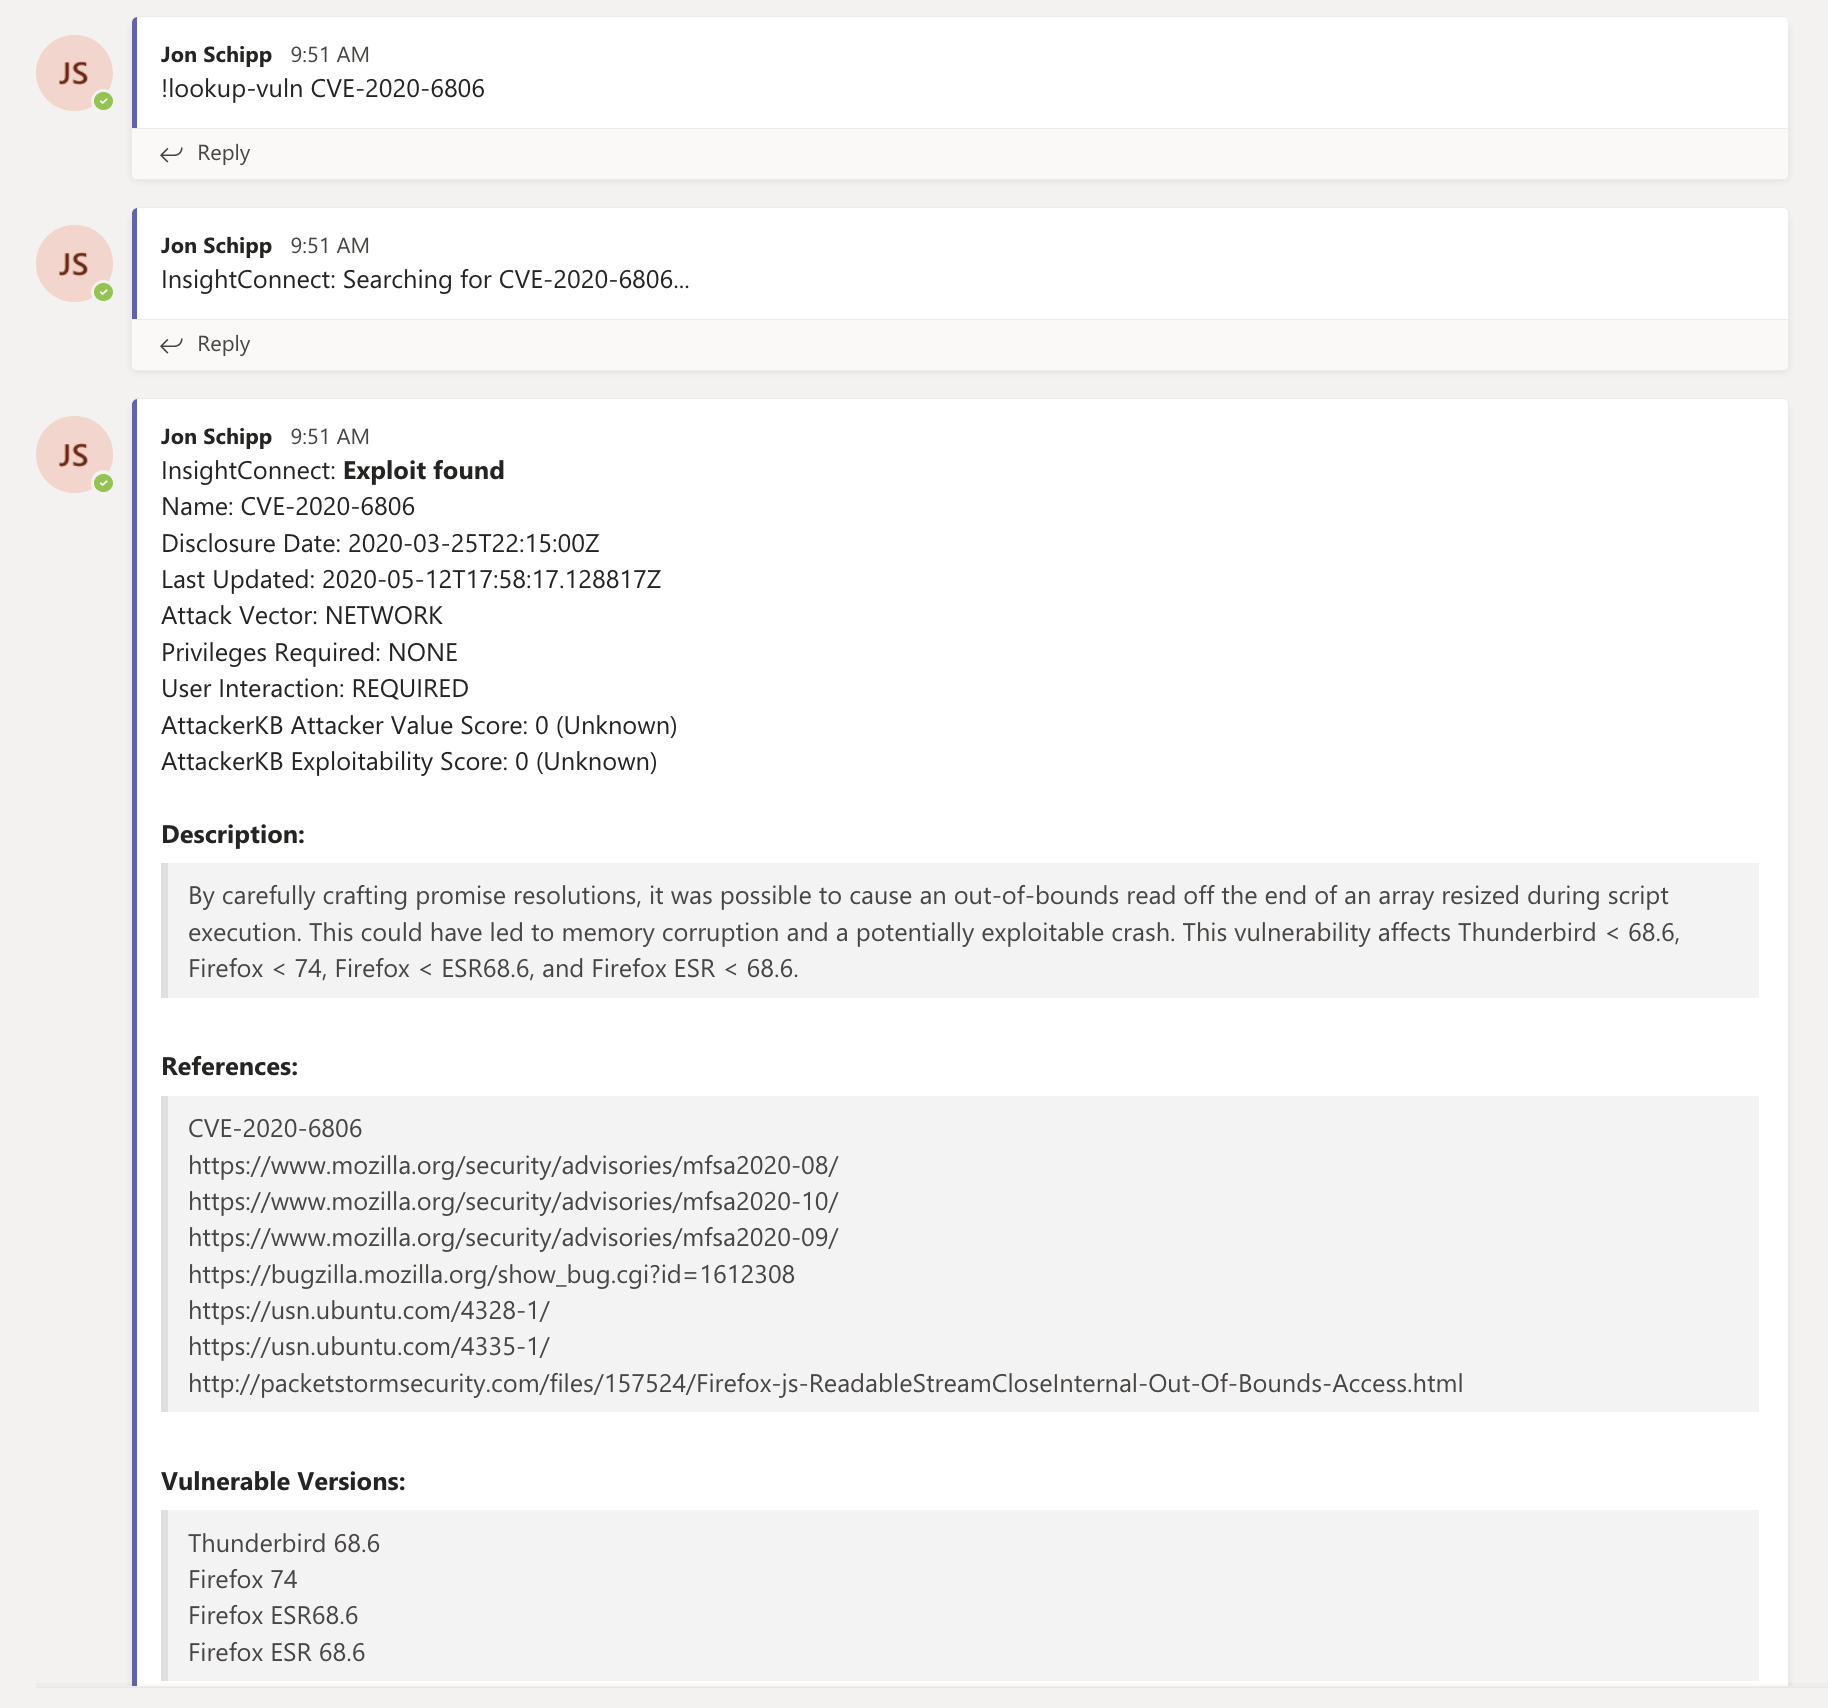 JS
Jon Schipp 9:51 AM
!lookup-vuln CVE-2020-6806
Reply
JS
Jon Schipp 9:51 AM
InsightConnect: Searching for CVE-2020-6806...
Reply
JS
Jon Schipp 9:51 AM
InsightConnect: Exploit found
Name: CVE-2020-6806
Disclosure Date: 2020-03-25T22:15:00Z
Last Updated: 2020-05-12T17:58:17.128817Z
Attack Vector: NETWORK
Privileges Required: NONE
User Interaction: REQUIRED
AttackerKB Attacker Value Score: 0 (Unknown)
AttackerKB Exploitability Score: 0 (Unknown)
Description:
By carefully crafting promise resolutions, it was possible to cause an out-of-bounds read off the end of an array resized during script
execution. This could have led to memory corruption and a potentially exploitable crash. This vulnerability affects Thunderbird < 68.6,
Firefox < 74, Firefox < ESR68.6, and Firefox ESR < 68.6.
References:
CVE-2020-6806
https://www.mozilla.org/security/advisories/mfsa2020-08/
https://www.mozilla.org/security/advisories/mfsa2020-10/
https://www.mozilla.org/security/advisories/mfsa2020-09/
https://bugzilla.mozilla.org/show_bug.cgi?id=1612308
https://usn.ubuntu.com/4328-1/
https://usn.ubuntu.com/4335-1/
http://packetstormsecurity.com/files/157524/Firefox-js-ReadableStreamCloseInternal-Out-Of-Bounds-Access.html
Vulnerable Versions:
Thunderbird 68.6
Firefox 74
Firefox ESR68.6
Firefox ESR 68.6